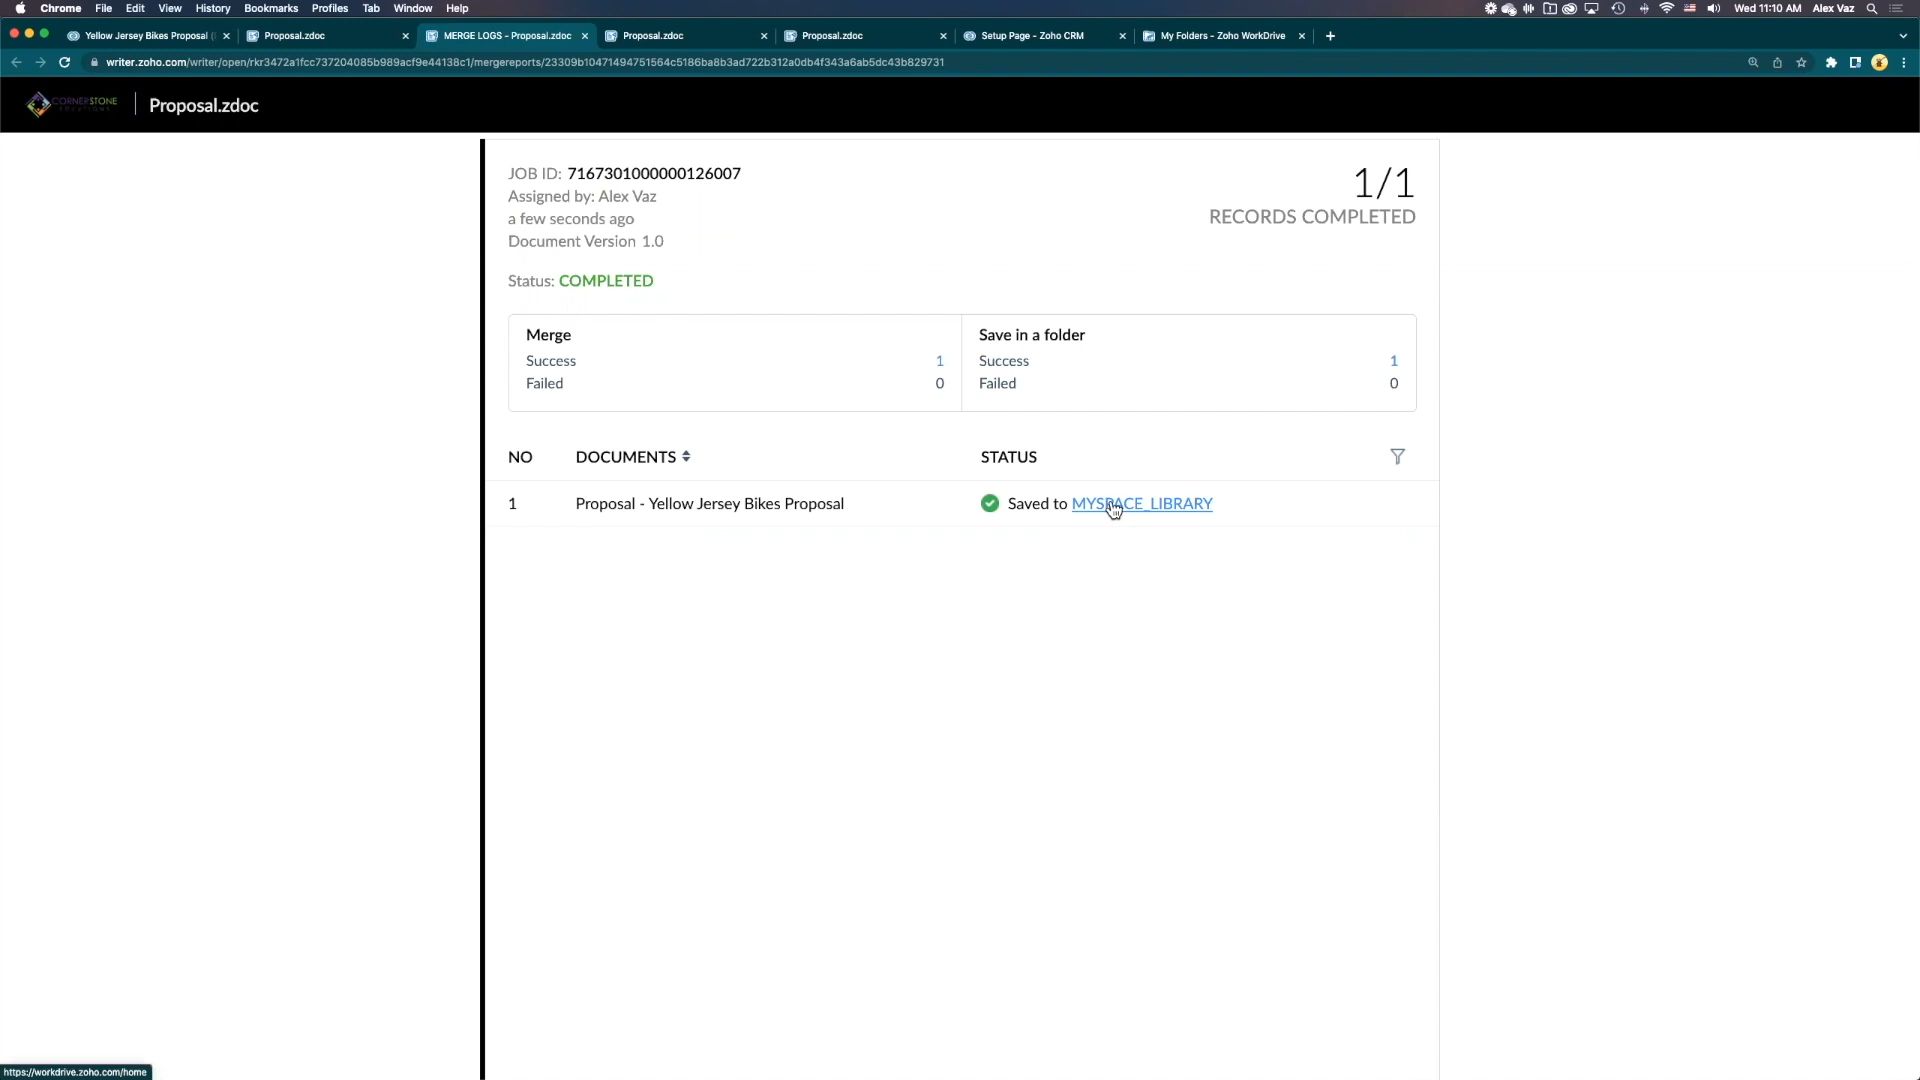 Chrome File Edit View History Bookmarks Profiles Tab Window Help Wed 11:10 AM Alex Vaz
Yellow Jersey Bikes Proposal Proposal.zdoc MERGE LOGS - Proposal.zdoc Proposal.zdoc Proposal.zdoc Setup Page - Zoho CRM My Folders - Zoho WorkDrive
writer.zoho.com/writer/open/rkr3472a1fcc737204085b989acf9e44138c1/mergereports/23309b10471494751564c5186ba8b3ad722b312a0db4f343a6ab5dc43b829731
CORNERSTONE
SOLUTIONS
Proposal.zdoc
JOB ID: 7167301000000126007
Assigned by: Alex Vaz
a few seconds ago
Document Version 1.0
1/1
RECORDS COMPLETED
Status: COMPLETED
Merge
Success 1
Failed 0
Save in a folder
Success 1
Failed 0
NO DOCUMENTS STATUS
1 Proposal - Yellow Jersey Bikes Proposal Saved to MYSPACE_LIBRARY
https://workdrive.zoho.com/home